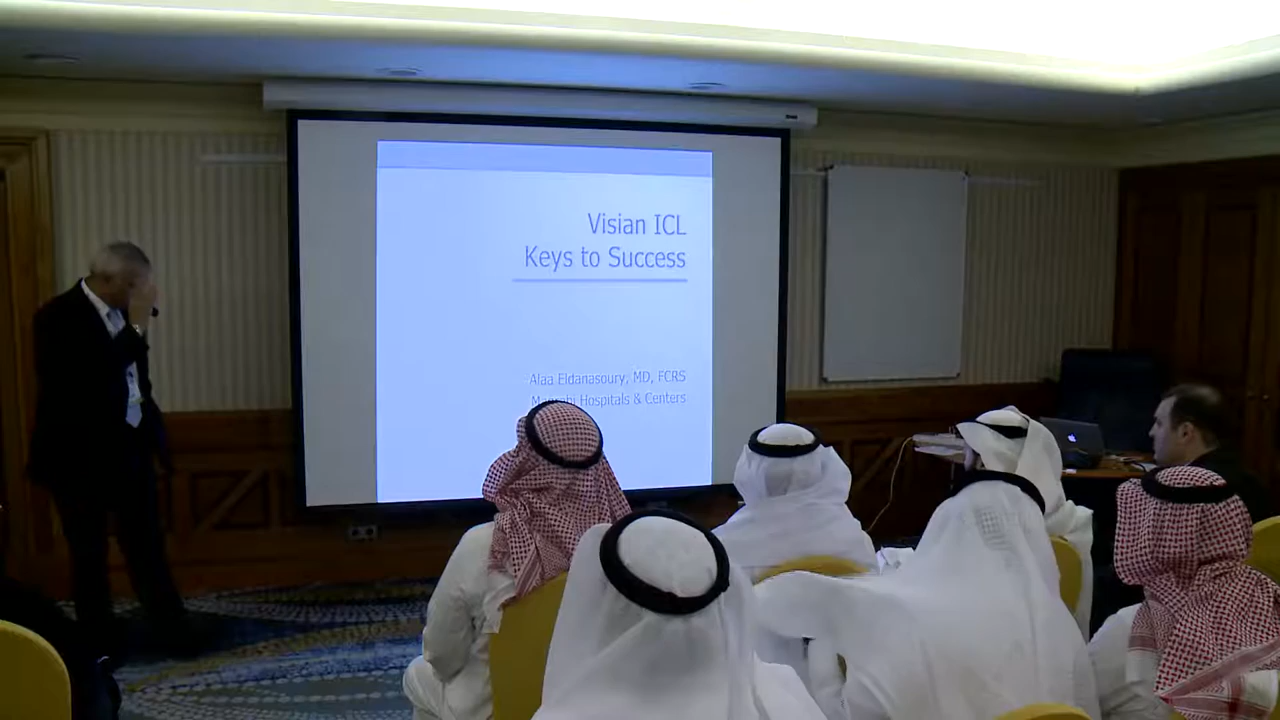 Visian ICL
Keys to Success
Alaa Eldanasoury, MD, FCRS
Hospitals & Centers